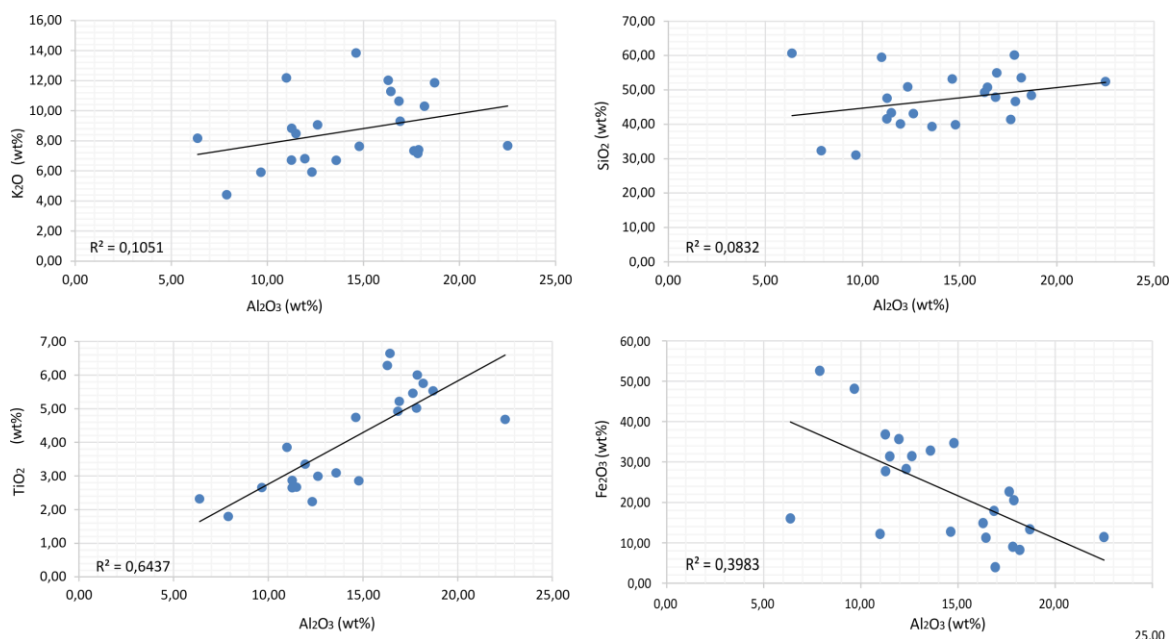 16,00
14,00
12,00
10,00
8,00
6,00
4,00
2,00
0,00
K₂O (wt%)
R² = 0,1051
0,00 5,00 10,00 15,00 20,00 25,00
Al₂O₃ (wt%)
70,00
60,00
50,00
40,00
30,00
20,00
10,00
0,00
SiO₂ (wt%)
R² = 0,0832
0,00 5,00 10,00 15,00 20,00 25,00
Al₂O₃ (wt%)
7,00
6,00
5,00
4,00
3,00
2,00
1,00
0,00
TiO₂ (wt%)
R² = 0,6437
0,00 5,00 10,00 15,00 20,00 25,00
Al₂O₃ (wt%)
60,00
50,00
40,00
30,00
20,00
10,00
0,00
Fe₂O₃ (wt%)
R² = 0,3983
0,00 5,00 10,00 15,00 20,00
25,00
Al₂O₃ (wt%)